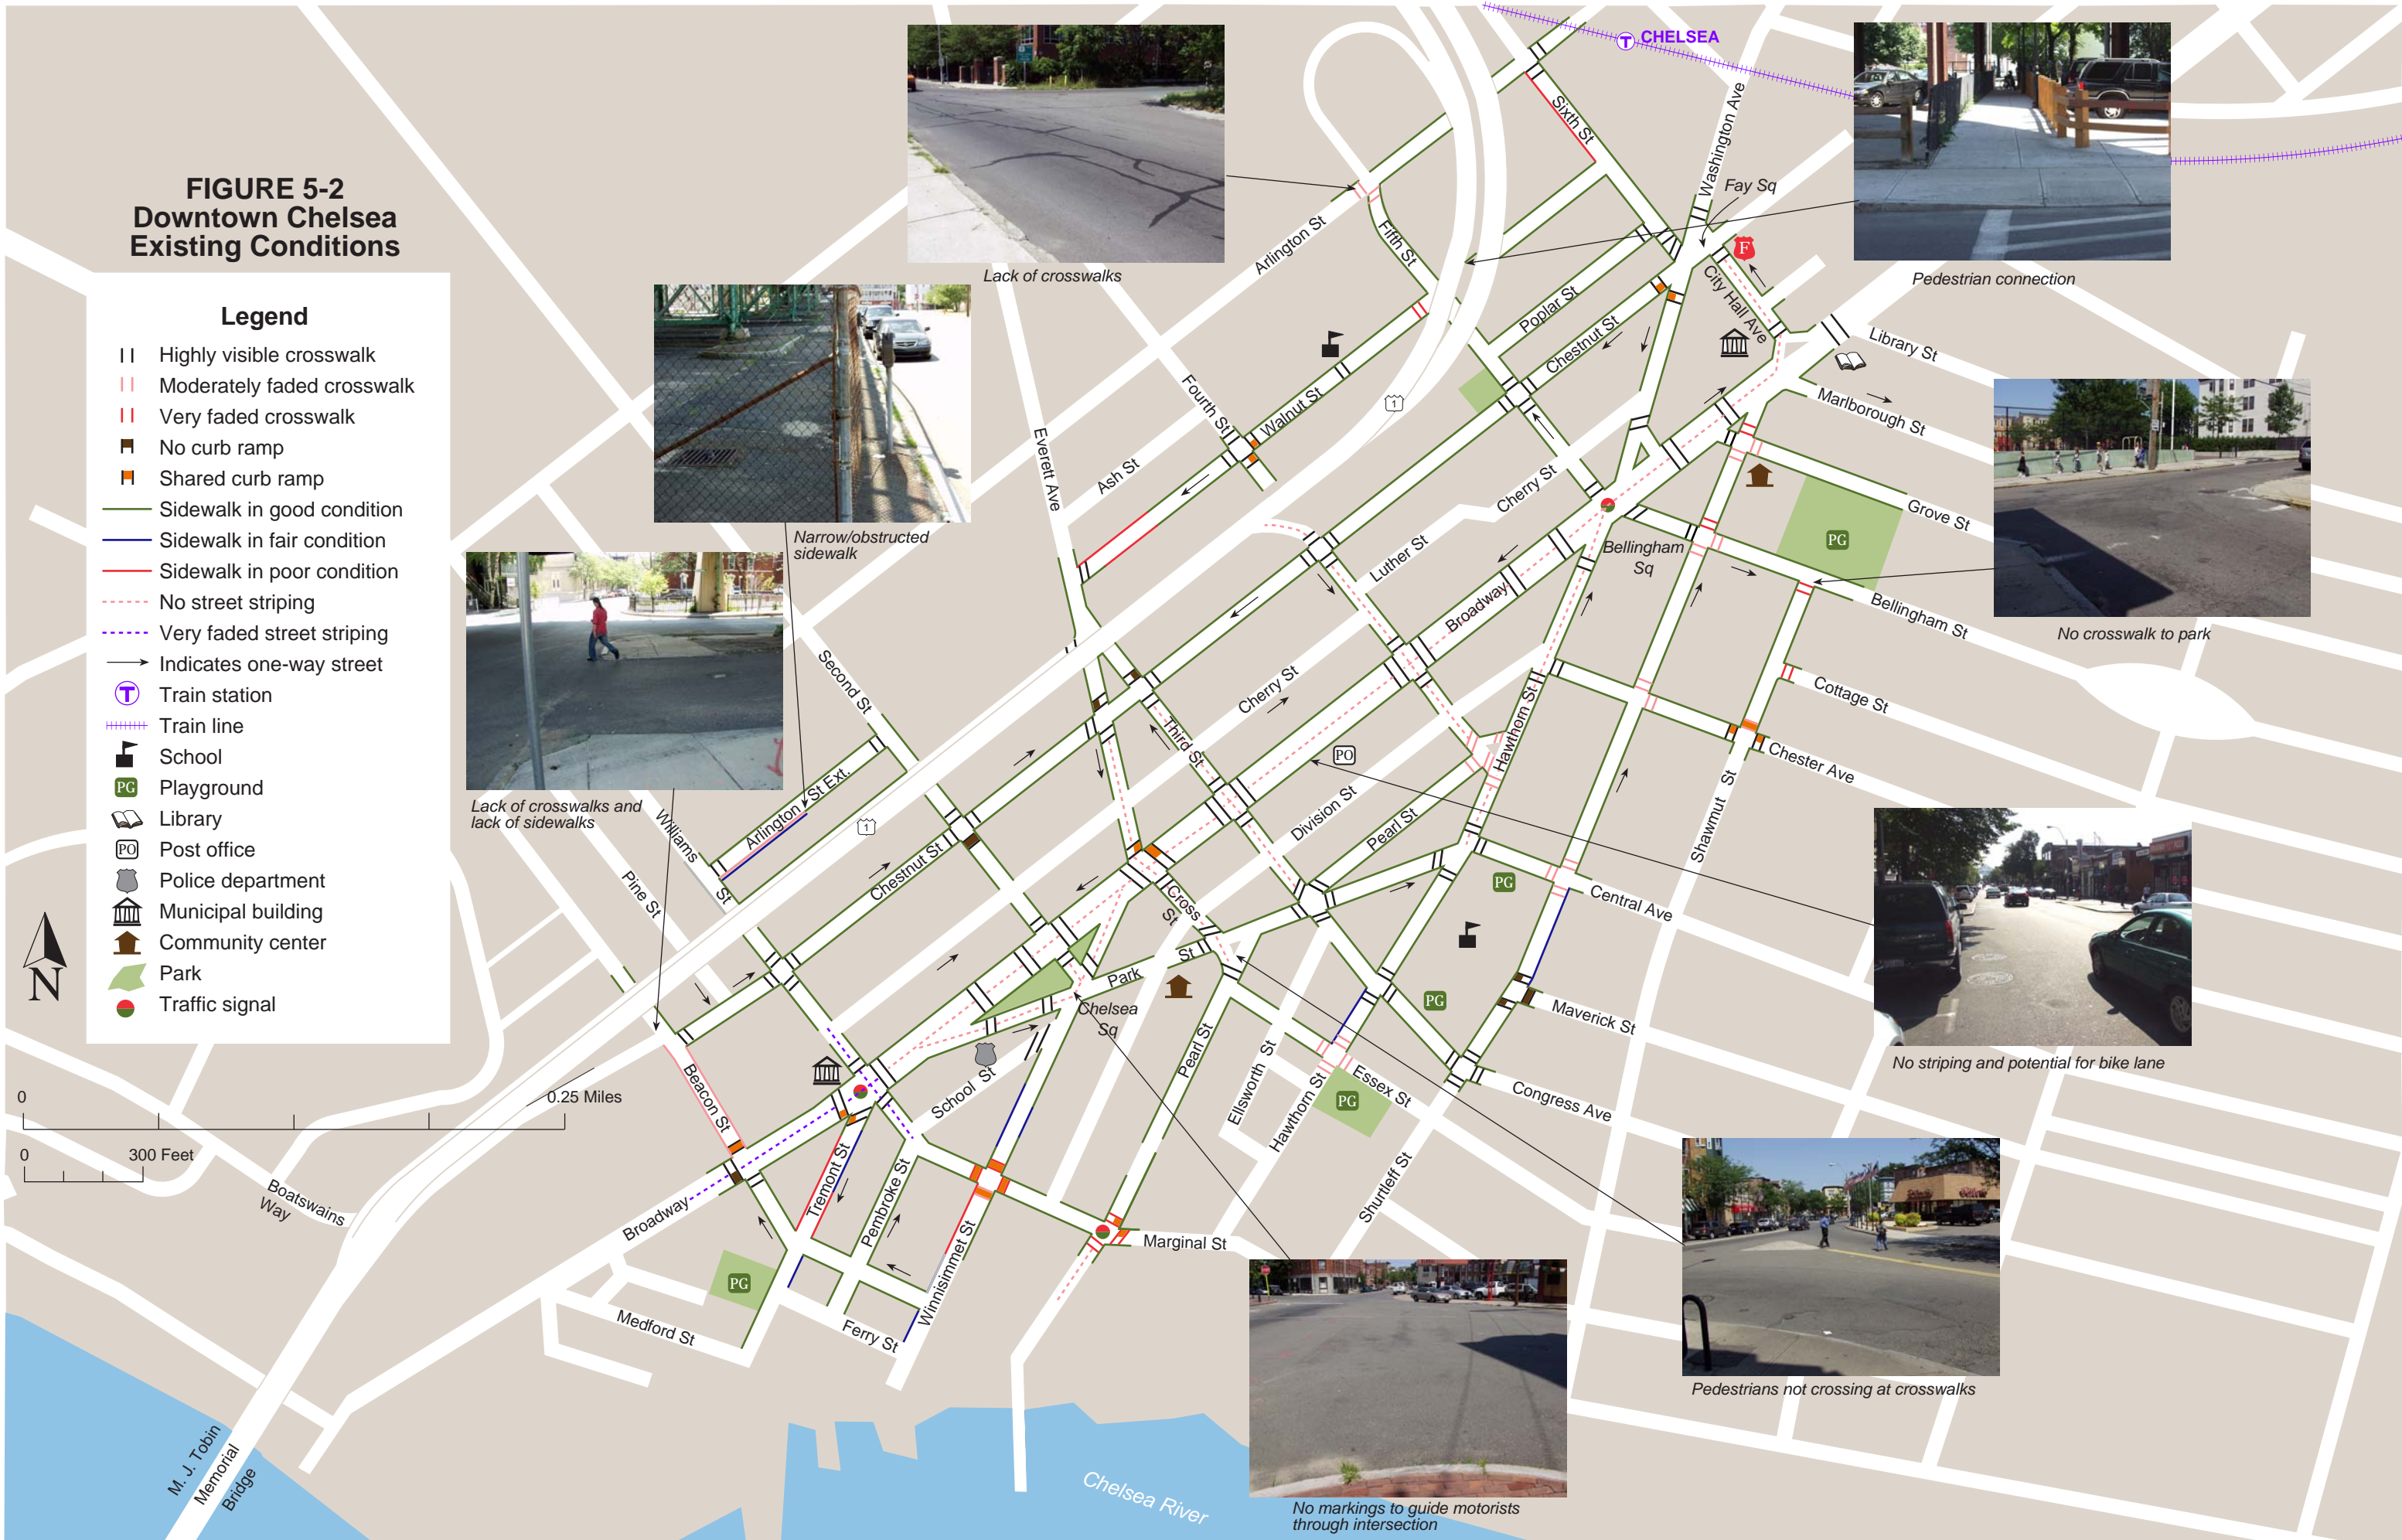 FIGURE 5-2
Downtown Chelsea
Existing Conditions
Legend
Highly visible crosswalk
Moderately faded crosswalk
Very faded crosswalk
No curb ramp
Shared curb ramp
Sidewalk in good condition
Sidewalk in fair condition
Sidewalk in poor condition
No street striping
Very faded street striping
Indicates one-way street
T Train station
Train line
School
PG Playground
Library
PO Post office
Police department
Municipal building
Community center
Park
Traffic signal
N
0 0.25 Miles
0 300 Feet
Lack of crosswalks
Narrow/obstructed
sidewalk
Lack of crosswalks and
lack of sidewalks
Pedestrian connection
No crosswalk to park
No striping and potential for bike lane
Pedestrians not crossing at crosswalks
No markings to guide motorists
through intersection
T CHELSEA
Sixth St
Washington Ave
Fay Sq
F
City Hall Ave
Arlington St
Fifth St
Poplar St
Chestnut St
Library St
Marlborough St
Walnut St
Fourth St
1
Everett Ave
Ash St
Cherry St
Luther St
Grove St
PG
Bellingham
Sq
Bellingham St
Broadway
Cottage St
Chester Ave
Cherry St
Third St
PO
Hawthorn St
Division St
Pearl St
Shawmut St
Second St
Arlington St Ext.
1
Williams
St
Pine St
Chestnut St
Cross
St
PG
Central Ave
Park
St
Chelsea
Sq
PG
Maverick St
Beacon St
School St
Pearl St
Ellsworth St
Hawthorn St
Essex St
PG
Congress Ave
Shurtleff St
Tremont St
Pembroke St
Winnisimmet St
Marginal St
Broadway
Boatswains
Way
PG
Medford St
Ferry St
M. J. Tobin
Memorial
Bridge
Chelsea River